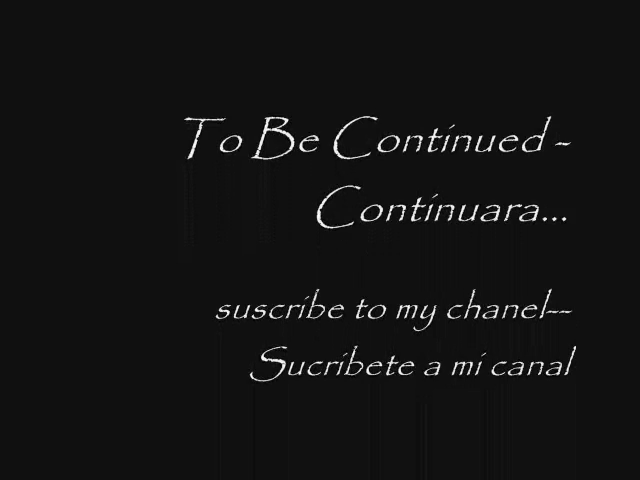 To Be Continued -
Continuara...
suscribe to my chanel--
Sucribete a mi canal